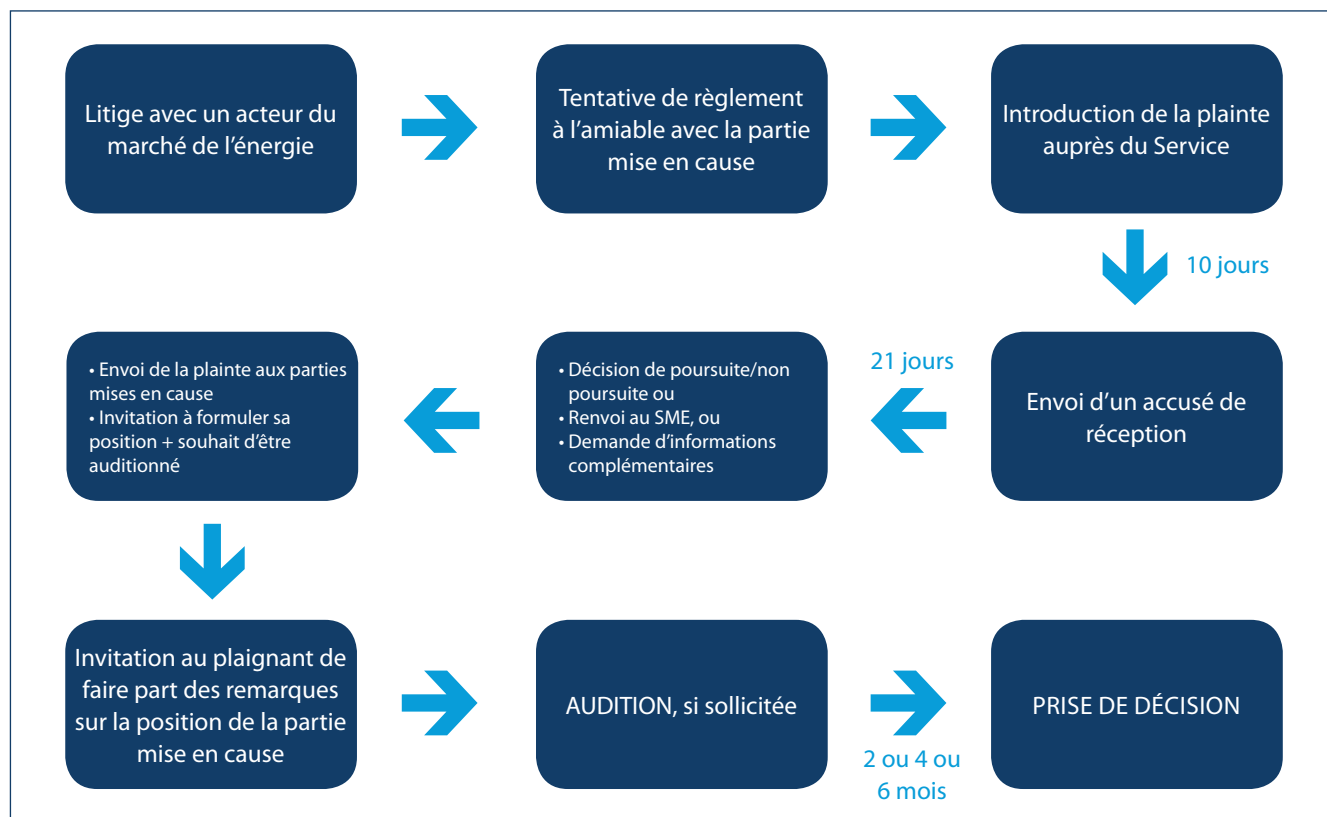 Litige avec un acteur du
marché de l’énergie
Tentative de règlement
à l’amiable avec la partie
mise en cause
Introduction de la plainte
auprès du Service
10 jours
Envoi d’un accusé de
réception
21 jours
• Décision de poursuite/non
poursuite ou
• Renvoi au SME, ou
• Demande d’informations
complémentaires
• Envoi de la plainte aux parties
mises en cause
• Invitation à formuler sa
position + souhait d’être
auditionné
Invitation au plaignant de
faire part des remarques
sur la position de la partie
mise en cause
AUDITION, si sollicitée
2 ou 4 ou
6 mois
PRISE DE DÉCISION